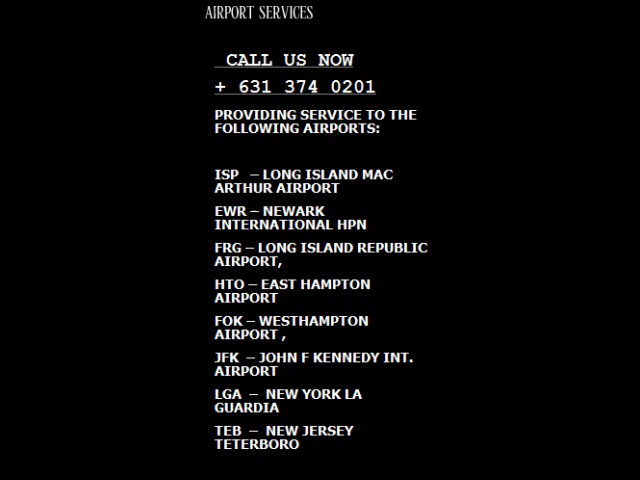 AIRPORT SERVICES
CALL US NOW
+ 631 374 0201
PROVIDING SERVICE TO THE
FOLLOWING AIRPORTS:
ISP – LONG ISLAND MAC
ARTHUR AIRPORT
EWR – NEWARK
INTERNATIONAL HPN
FRG – LONG ISLAND REPUBLIC
AIRPORT,
HTO – EAST HAMPTON
AIRPORT
FOK – WESTHAMPTON
AIRPORT ,
JFK – JOHN F KENNEDY INT.
AIRPORT
LGA – NEW YORK LA
GUARDIA
TEB – NEW JERSEY
TETERBORO